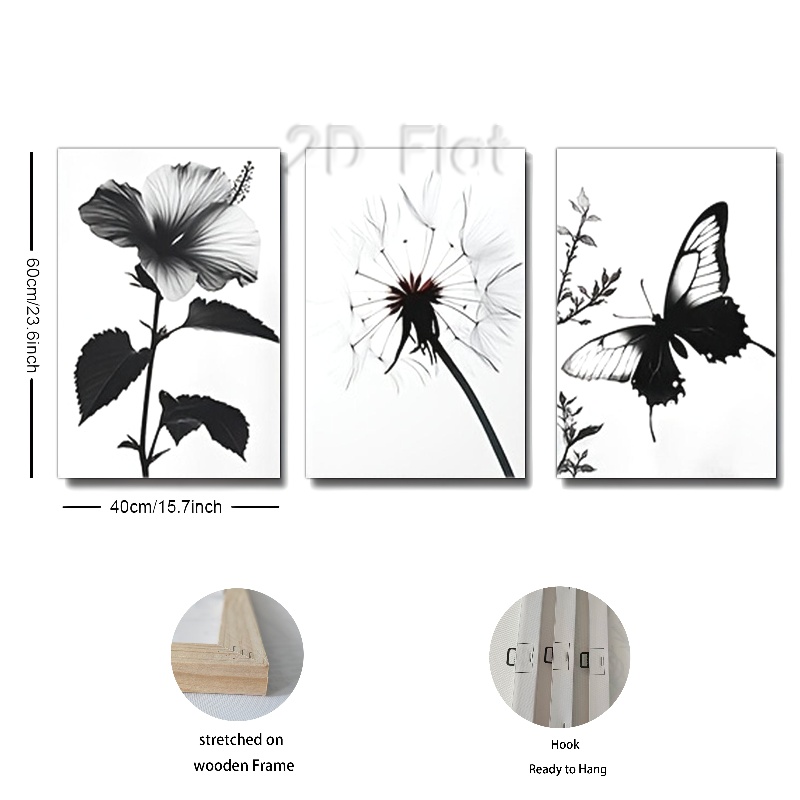 2D Flat
60cm/23.6inch
40cm/15.7inch
stretched on
wooden Frame
Hook
Ready to Hang